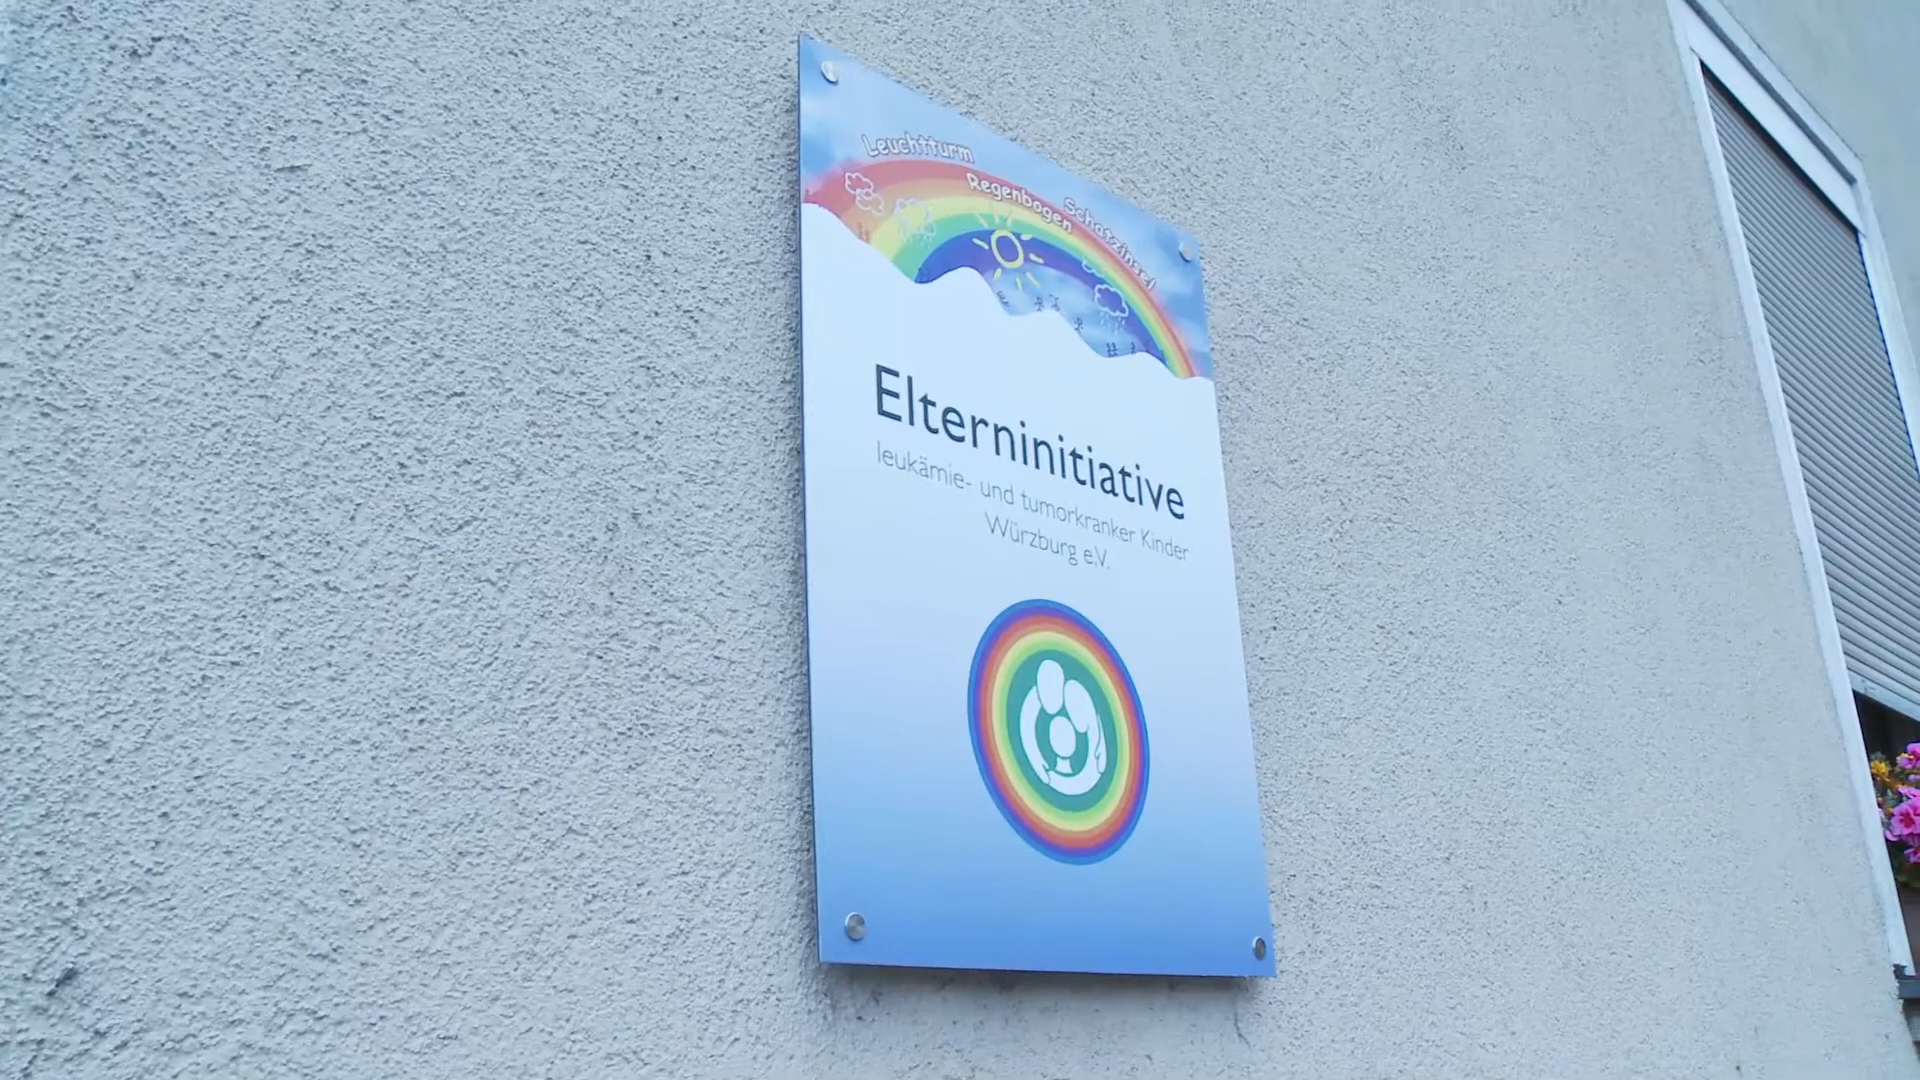 Leuchtturm
Regenbogen
Schatzinsel
Elterninitiative
leukämie- und tumorkranker Kinder
Würzburg e.V.